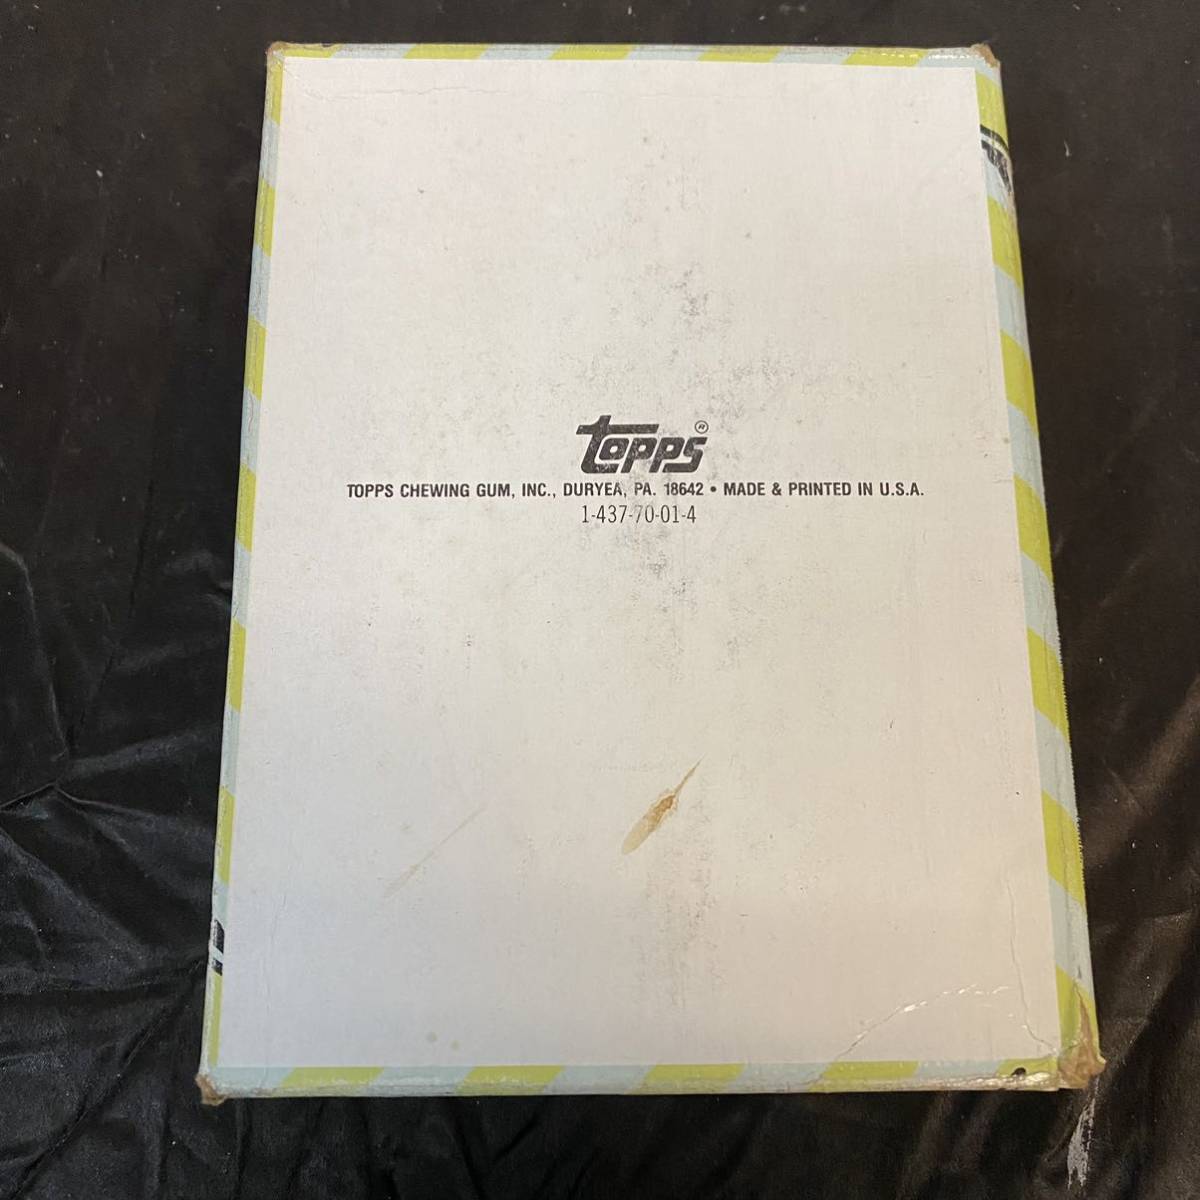 topps®
TOPPS CHEWING GUM, INC., DURYEA, PA. 18642 • MADE & PRINTED IN U.S.A.
1-437-70-01-4